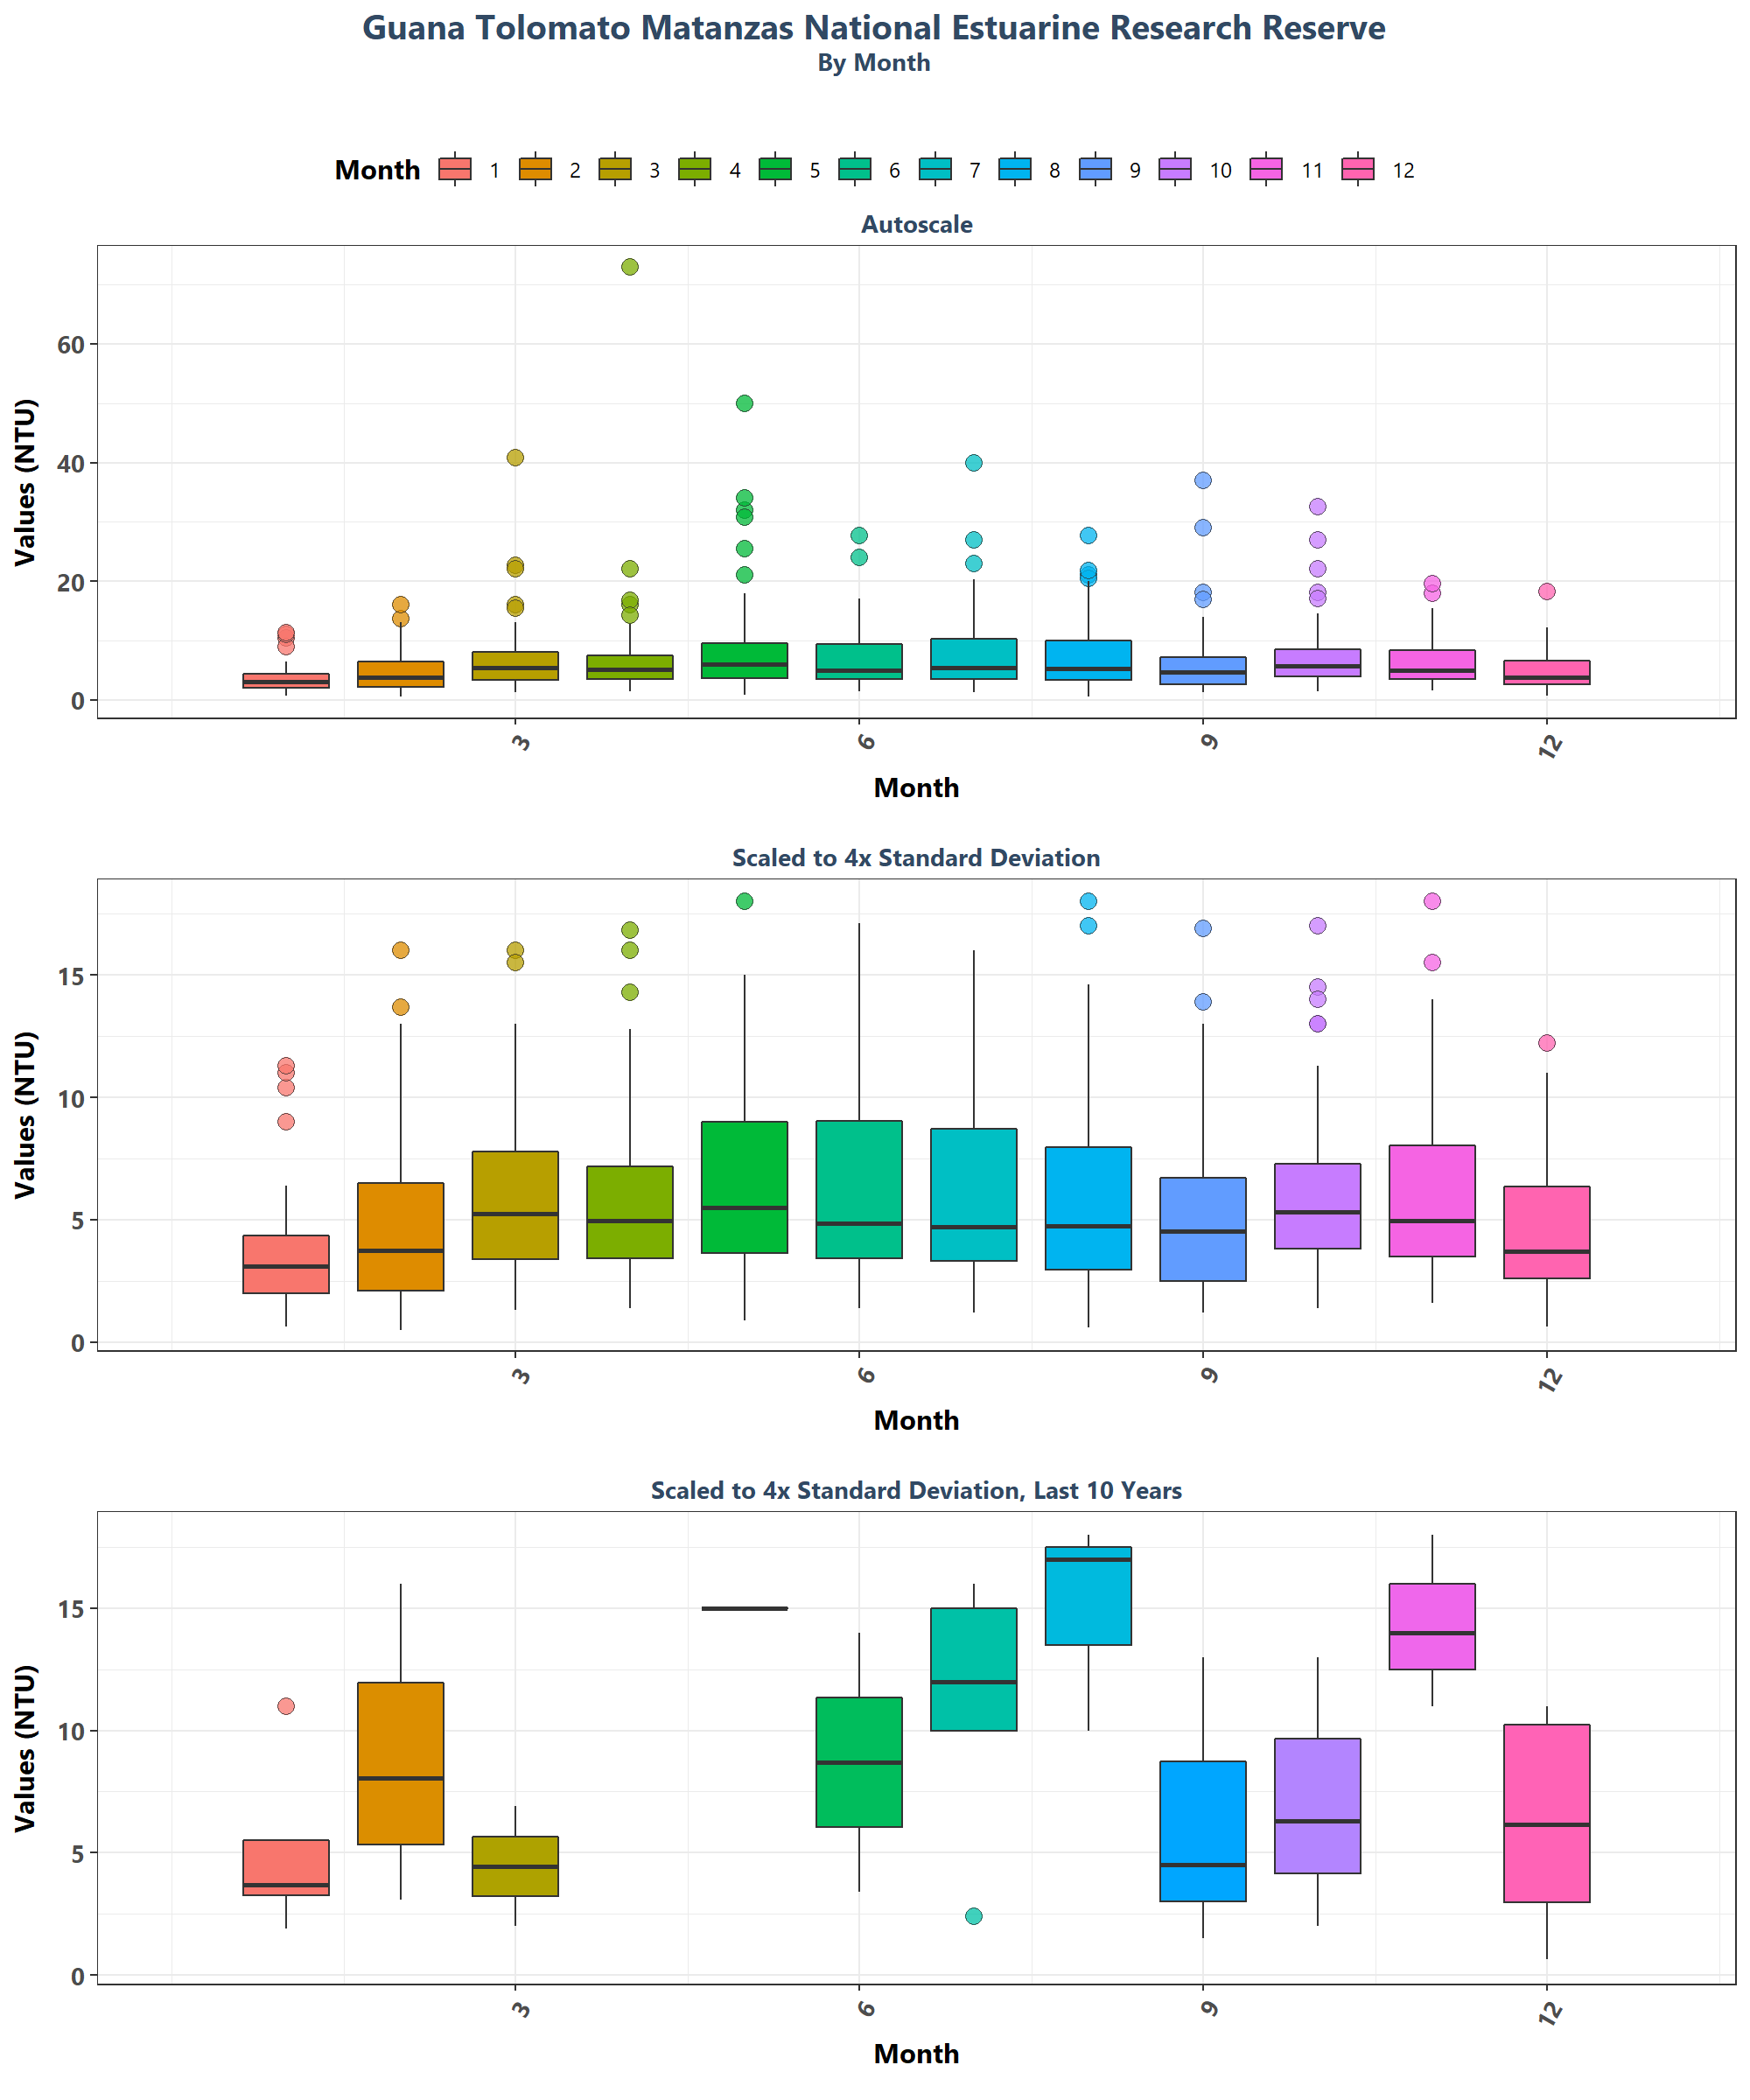 Guana Tolomato Matanzas National Estuarine Research Reserve
By Month
Month 1 2 3 4 5 6 7 8 9 10 11 12
Autoscale
Values (NTU)
60
40
20
0
3 6 9 12
Month
Scaled to 4x Standard Deviation
Values (NTU)
15
10
5
0
3 6 9 12
Month
Scaled to 4x Standard Deviation, Last 10 Years
Values (NTU)
15
10
5
0
3 6 9 12
Month